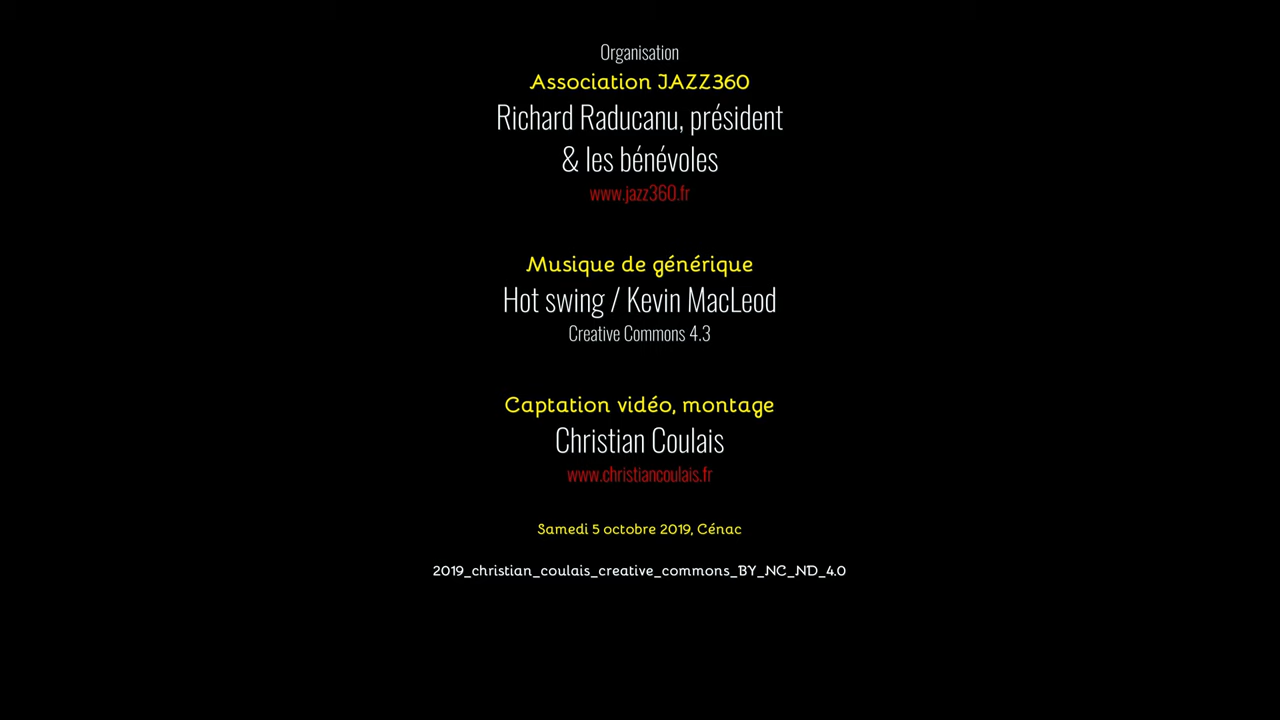 Organisation
Association JAZZ360
Richard Raducanu, président
& les bénévoles
www.jazz360.fr
Musique de générique
Hot swing / Kevin MacLeod
Creative Commons 4.3
Captation vidéo, montage
Christian Coulais
www.christiancoulais.fr
Samedi 5 octobre 2019, Cénac
2019_christian_coulais_creative_commons_BY_NC_ND_4.0